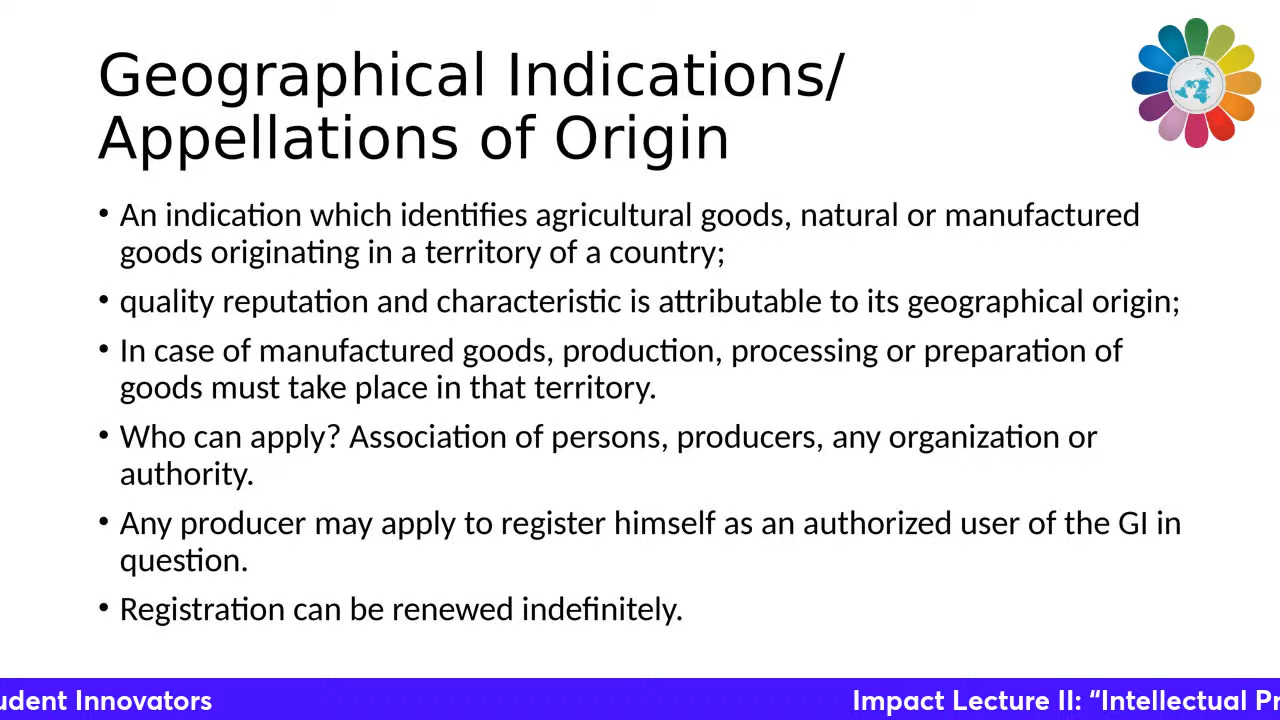 Geographical Indications/
Appellations of Origin
• An indication which identifies agricultural goods, natural or manufactured
goods originating in a territory of a country;
• quality reputation and characteristic is attributable to its geographical origin;
• In case of manufactured goods, production, processing or preparation of
goods must take place in that territory.
• Who can apply? Association of persons, producers, any organization or
authority.
• Any producer may apply to register himself as an authorized user of the GI in
question.
• Registration can be renewed indefinitely.
udent Innovators
Impact Lecture II: “Intellectual Pr